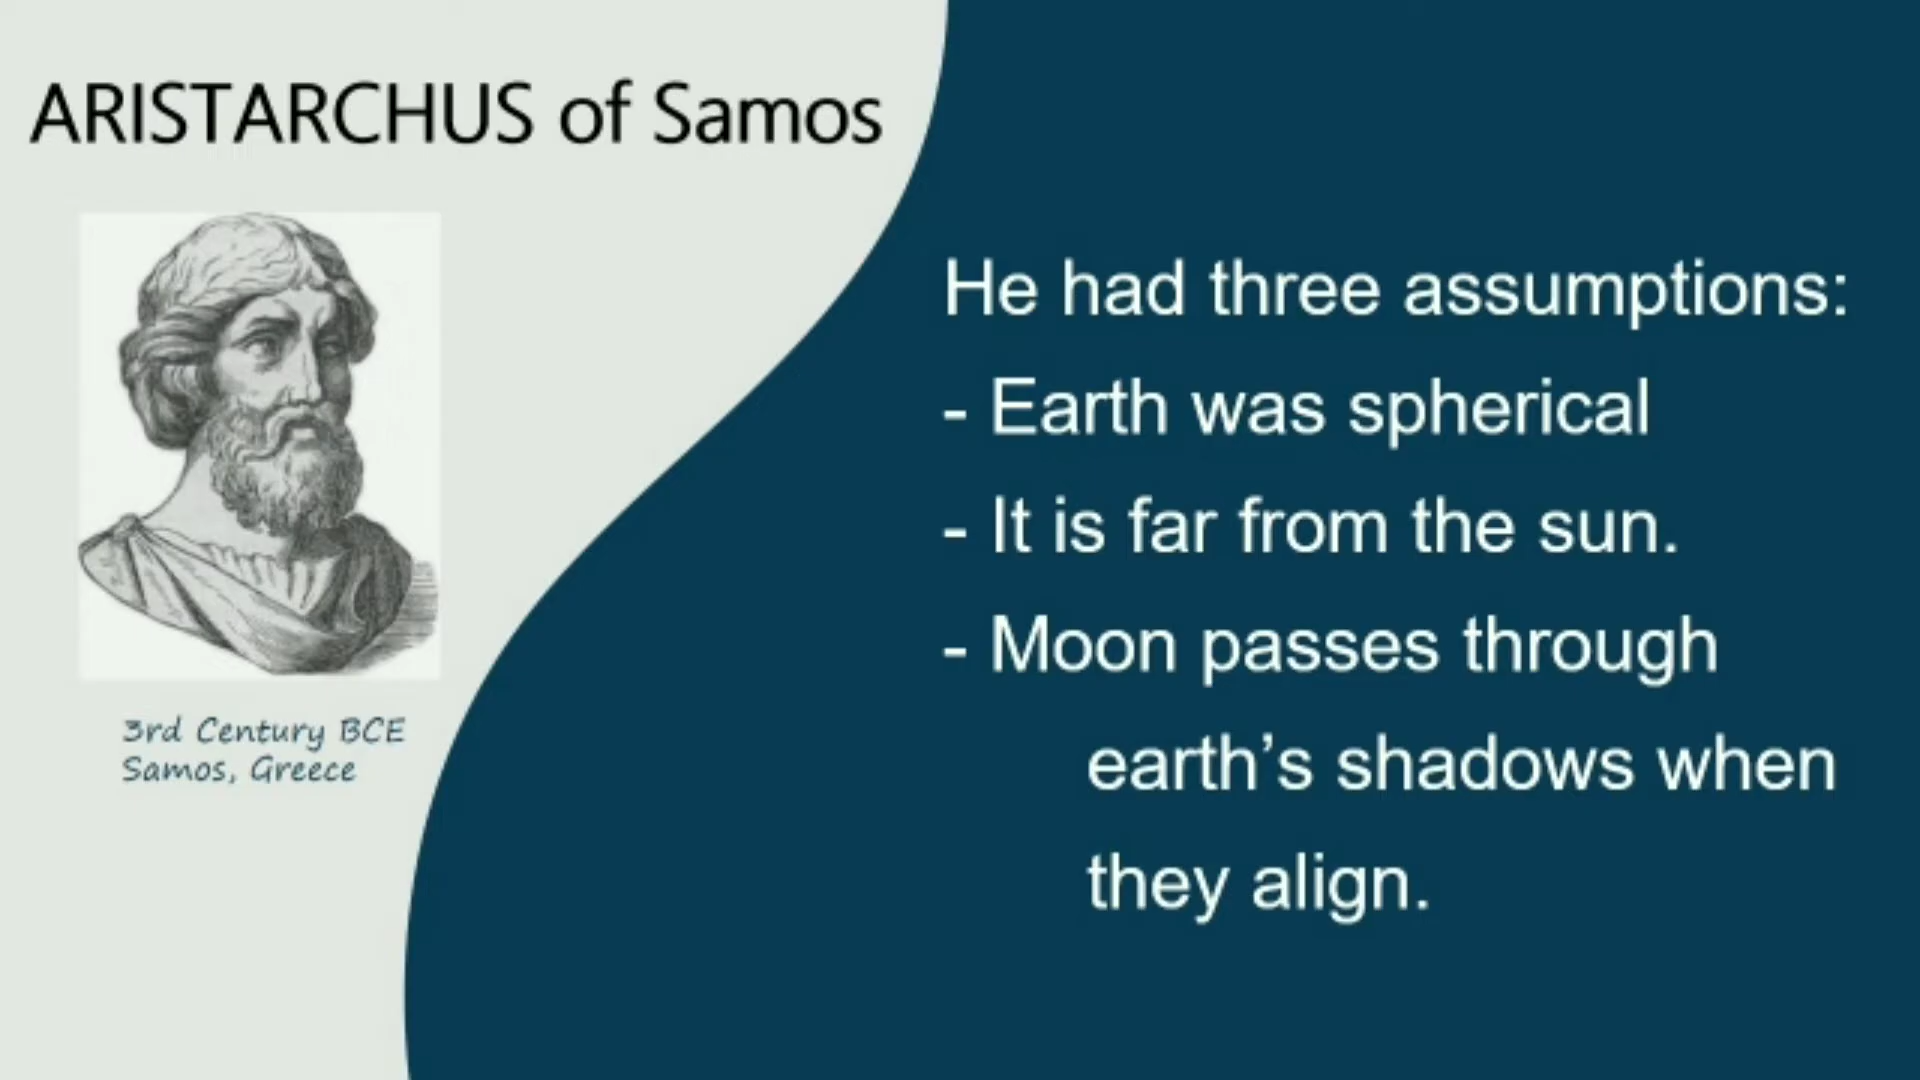 ARISTARCHUS of Samos
3rd Century BCE
Samos, Greece
He had three assumptions:
- Earth was spherical
- It is far from the sun.
- Moon passes through
earth’s shadows when
they align.